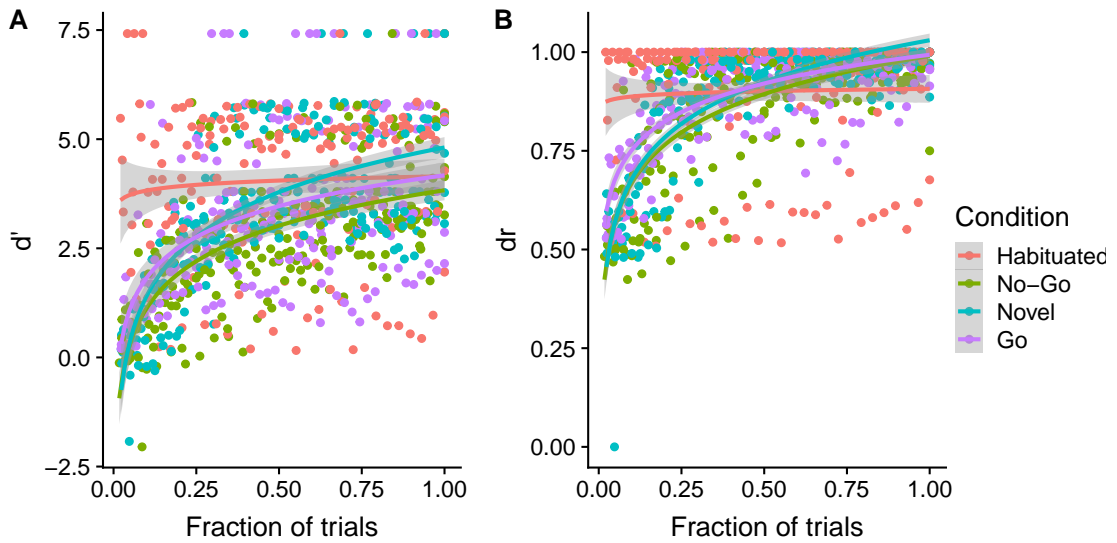 A
7.5
5.0
2.5
0.0
−2.5
d'
0.00 0.25 0.50 0.75 1.00
Fraction of trials
B
1.00
0.75
0.50
0.25
0.00
dr
0.00 0.25 0.50 0.75 1.00
Fraction of trials
Condition
Habituated
No−Go
Novel
Go